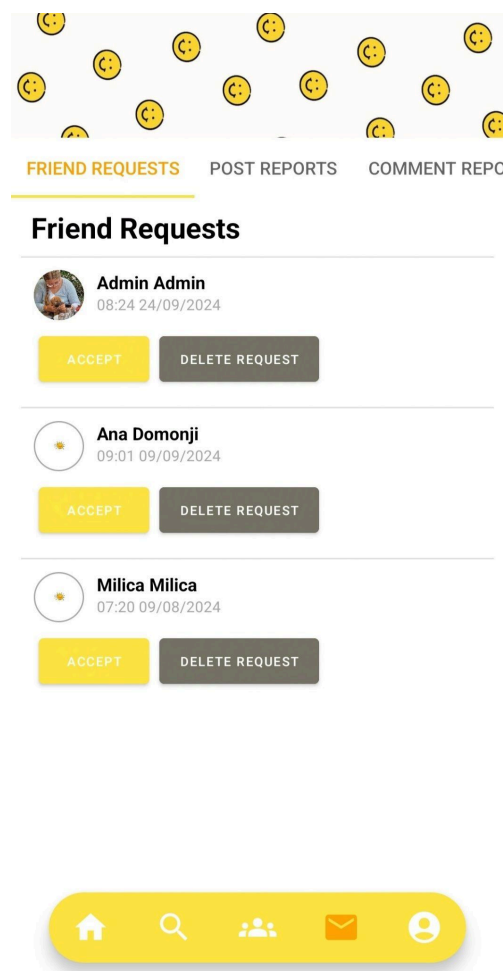 FRIEND REQUESTS POST REPORTS COMMENT REPO
Friend Requests
Admin Admin
08:24 24/09/2024
ACCEPT DELETE REQUEST
Ana Domonji
09:01 09/09/2024
ACCEPT DELETE REQUEST
Milica Milica
07:20 09/08/2024
ACCEPT DELETE REQUEST